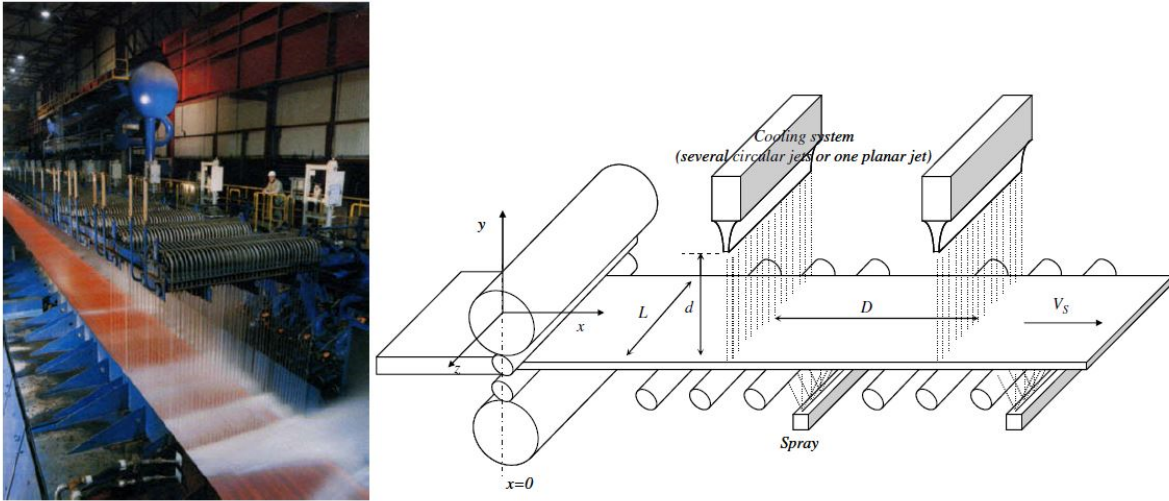 Cooling system
(several circular jets or one planar jet)
y
L
d
D
V_S
x
z
Spray
x=0